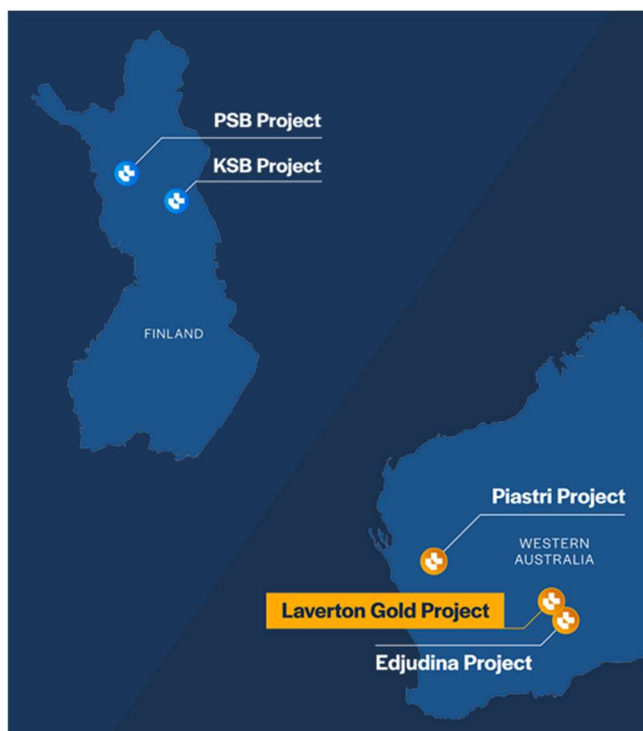 PSB Project
KSB Project
FINLAND
Piastri Project
WESTERN
AUSTRALIA
Laverton Gold Project
Edjudina Project